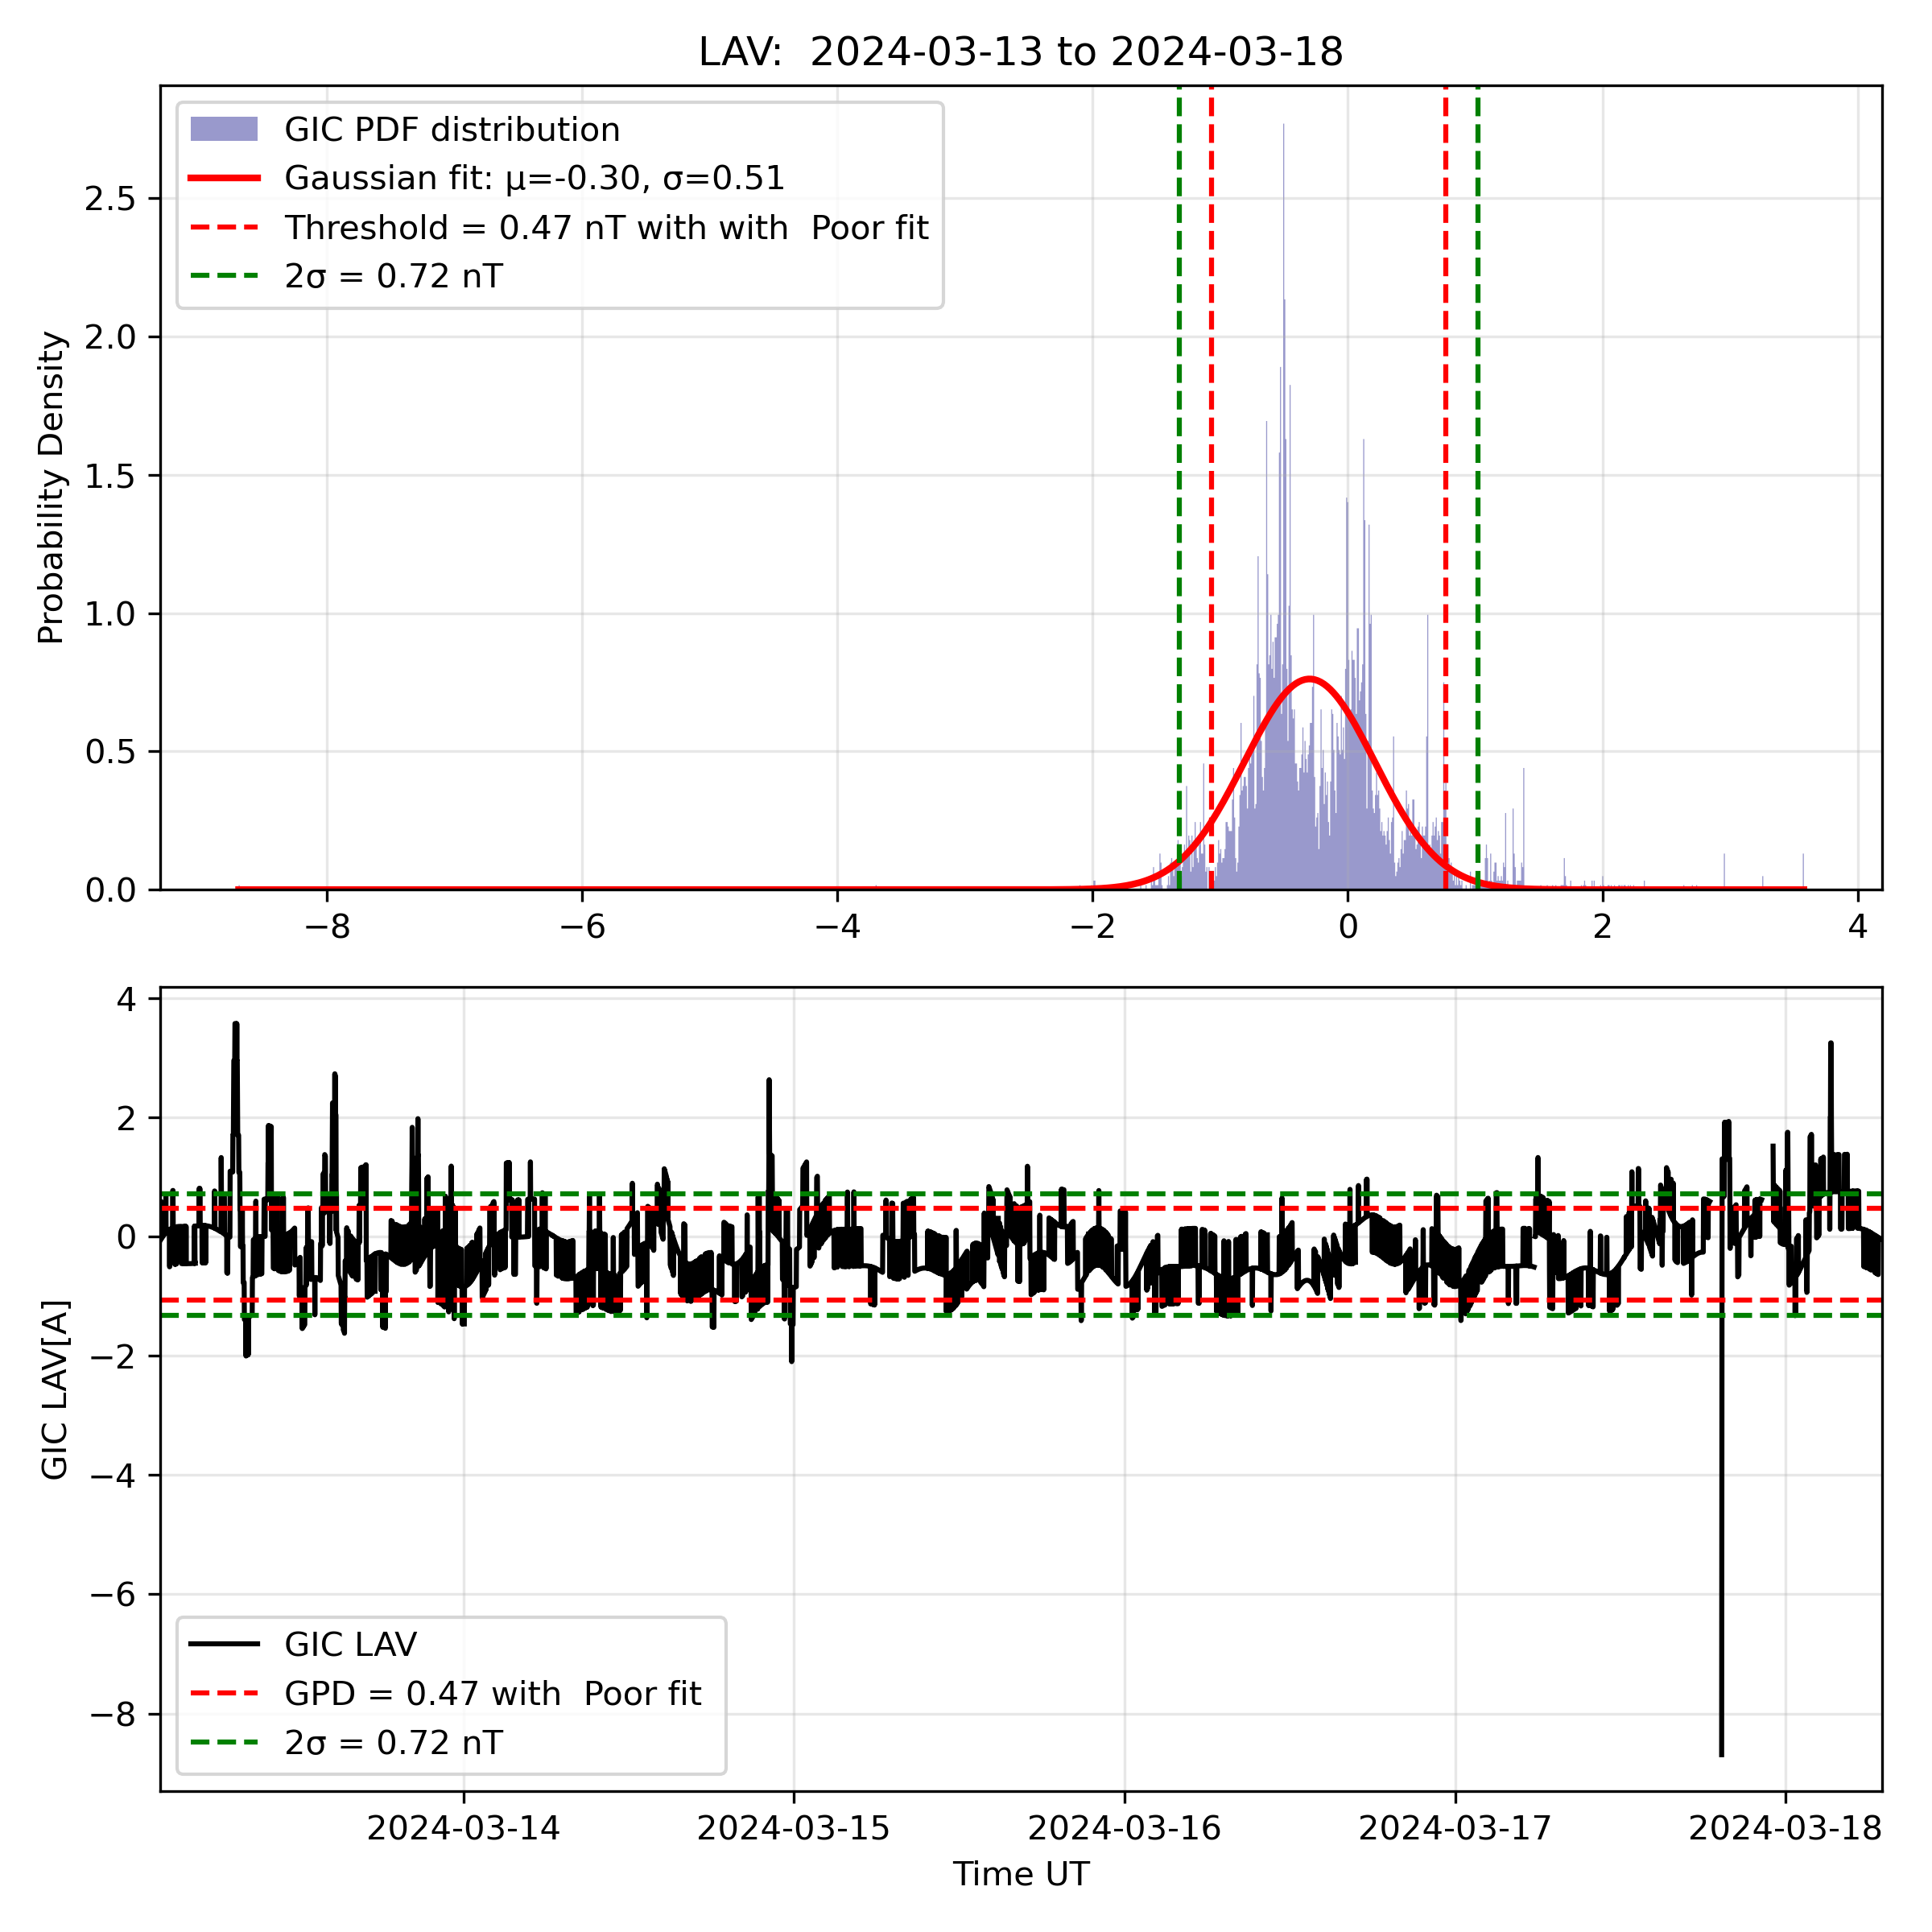 LAV:  2024-03-13 to 2024-03-18
GIC PDF distribution
Gaussian fit: μ=-0.30, σ=0.51
Threshold = 0.47 nT with with  Poor fit
2σ = 0.72 nT
Probability Density
2.5
2.0
1.5
1.0
0.5
0.0
−8 −6 −4 −2 0 2 4
4
2
0
−2
−4
−6
−8
GIC LAV[A]
GIC LAV
GPD = 0.47 with  Poor fit
2σ = 0.72 nT
2024-03-14 2024-03-15 2024-03-16 2024-03-17 2024-03-18
Time UT